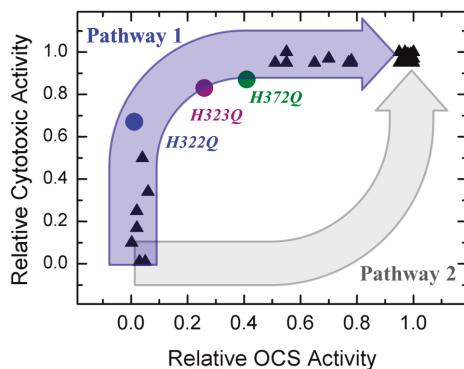 Pathway 1
1.0
0.8
0.6
0.4
0.2
0.0
Relative Cytotoxic Activity
H372Q
H323Q
H322Q
Pathway 2
0.0 0.2 0.4 0.6 0.8 1.0
Relative OCS Activity